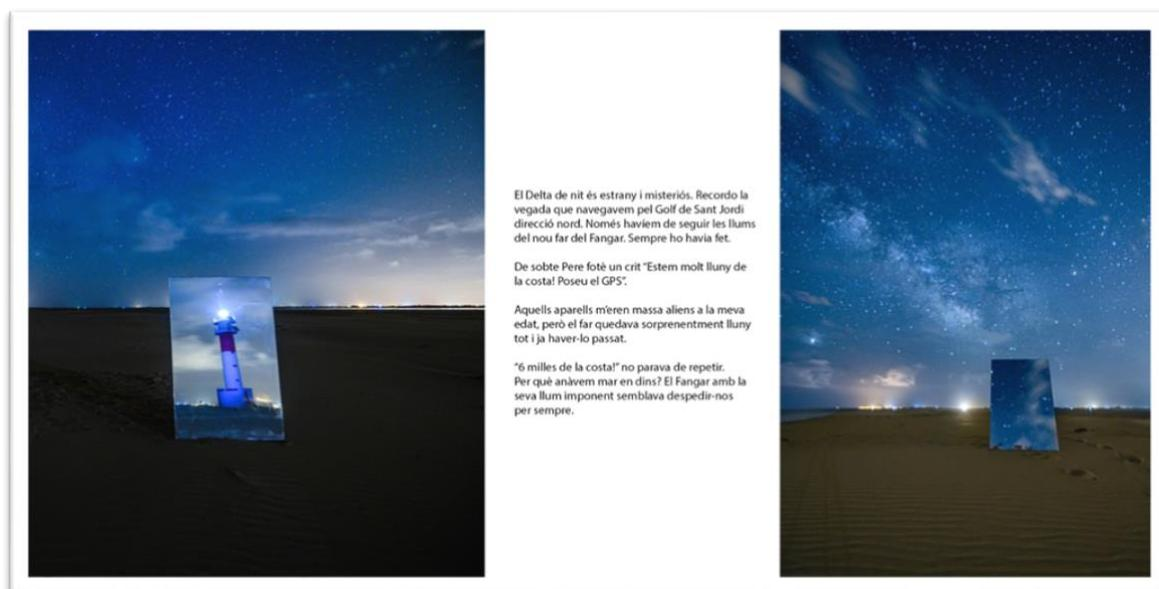 El Delta de nit és estrany i misteriós. Recordo la
vegada que navegavem pel Golf de Sant Jordi
direcció nord. Només havíem de seguir les llums
del nou far del Fangar. Sempre ho havia fet.
De sobte Pere fotè un crit “Estem molt lluny de
la costa! Poseu el GPS”.
Aquells aparells m'eren massa aliens a la meva
edat, però el far quedava sorprenentment lluny
tot i ja haver-lo passat.
“6 milles de la costa!” no parava de repetir.
Per què anàvem mar en dins? El Fangar amb la
seva llum imponent semblava despedir-nos
per sempre.